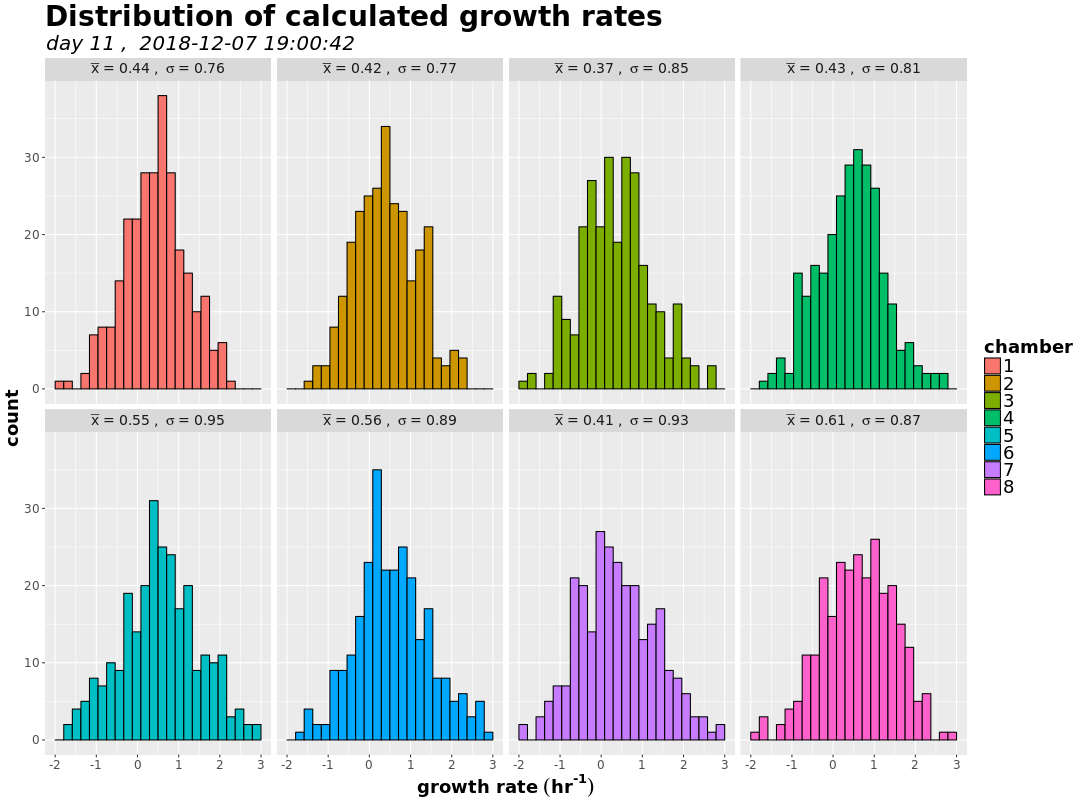 Distribution of calculated growth rates
day 11 ,  2018-12-07 19:00:42
x̅ = 0.44 ,  σ = 0.76
x̅ = 0.42 ,  σ = 0.77
x̅ = 0.37 ,  σ = 0.85
x̅ = 0.43 ,  σ = 0.81
30
20
10
0
x̅ = 0.55 ,  σ = 0.95
x̅ = 0.56 ,  σ = 0.89
x̅ = 0.41 ,  σ = 0.93
x̅ = 0.61 ,  σ = 0.87
30
20
10
0
-2 -1 0 1 2 3
-2 -1 0 1 2 3
-2 -1 0 1 2 3
-2 -1 0 1 2 3
growth rate (hr⁻¹)
count
chamber
1
2
3
4
5
6
7
8